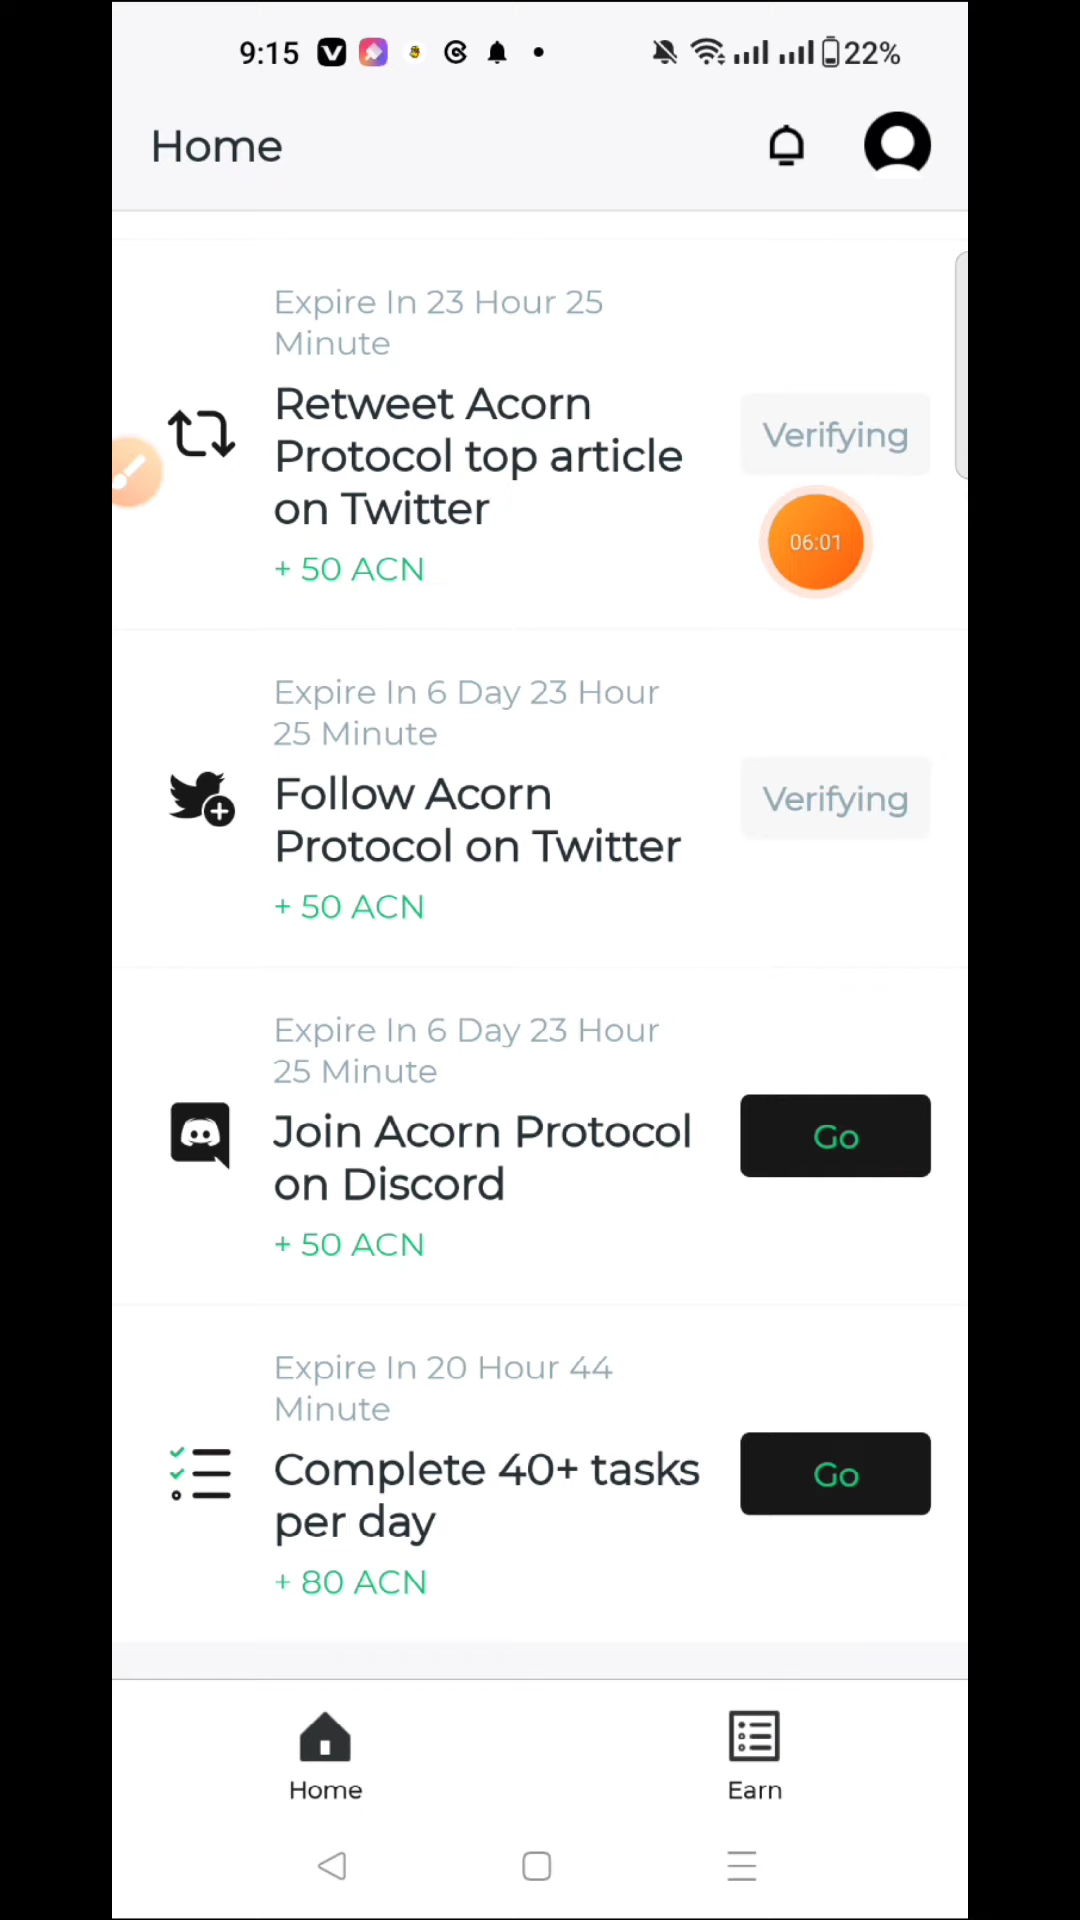 9:15
22%
Home
Expire In 23 Hour 25
Minute
Retweet Acorn
Protocol top article
on Twitter
+ 50 ACN
Verifying
06:01
Expire In 6 Day 23 Hour
25 Minute
Follow Acorn
Protocol on Twitter
+ 50 ACN
Verifying
Expire In 6 Day 23 Hour
25 Minute
Join Acorn Protocol
on Discord
+ 50 ACN
Go
Expire In 20 Hour 44
Minute
Complete 40+ tasks
per day
+ 80 ACN
Go
Home
Earn